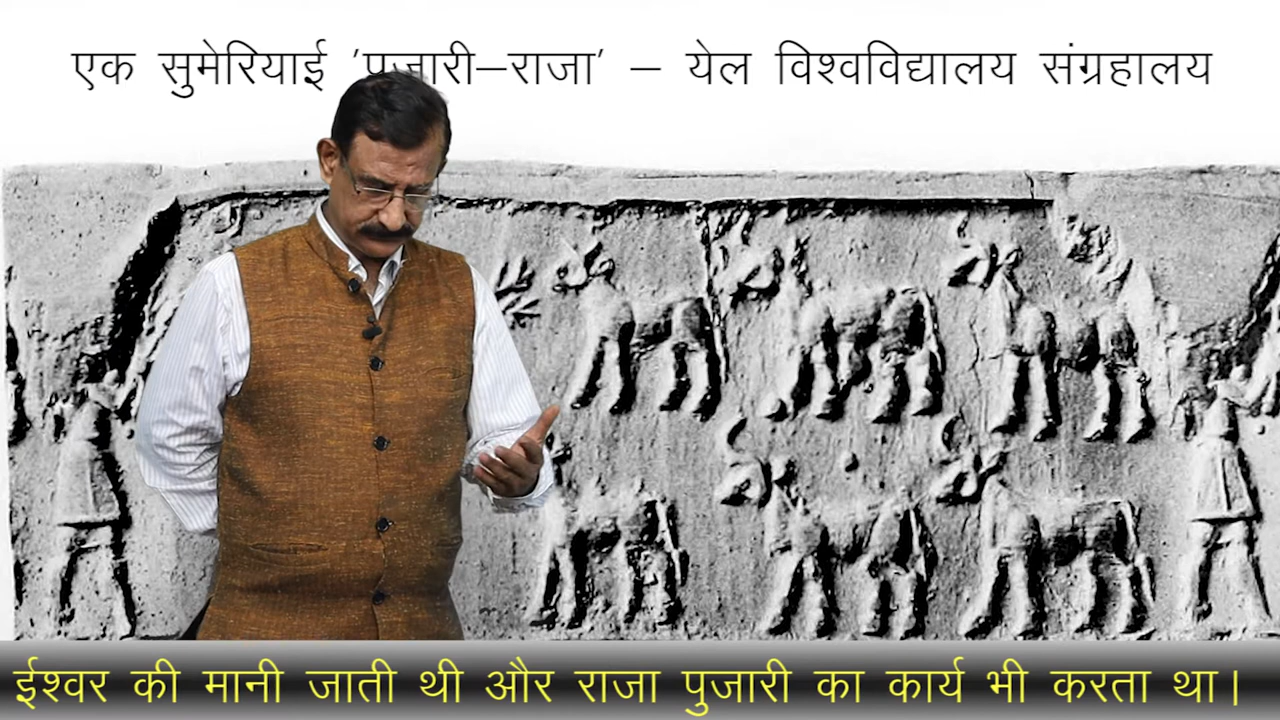 एक सुमेरियाई 'पुजारी–राजा' – येल विश्वविद्यालय संग्रहालय
ईश्वर की मानी जाती थी और राजा पुजारी का कार्य भी करता था।